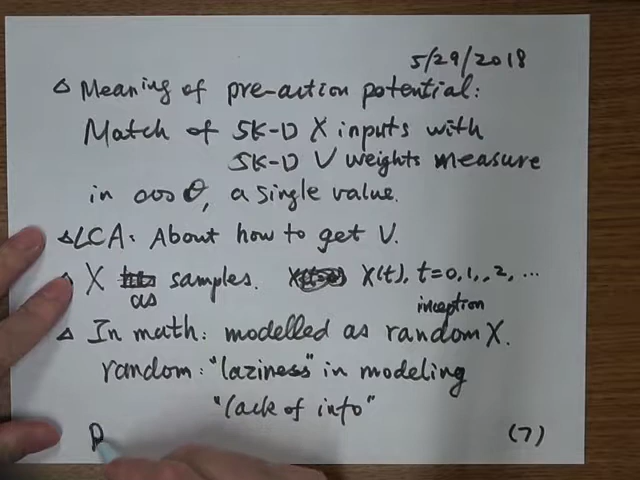 5/29/2018
△ Meaning of pre-action potential:
Match of 5K-D X inputs with
5K-D V weights measure
in cos θ, a single value.
△ LCA: About how to get V.
△ X as samples. X(t), t=0,1,,2,...
inception
△ In math: modelled as random X.
random: "laziness" in modeling
"lack of info"
(7)